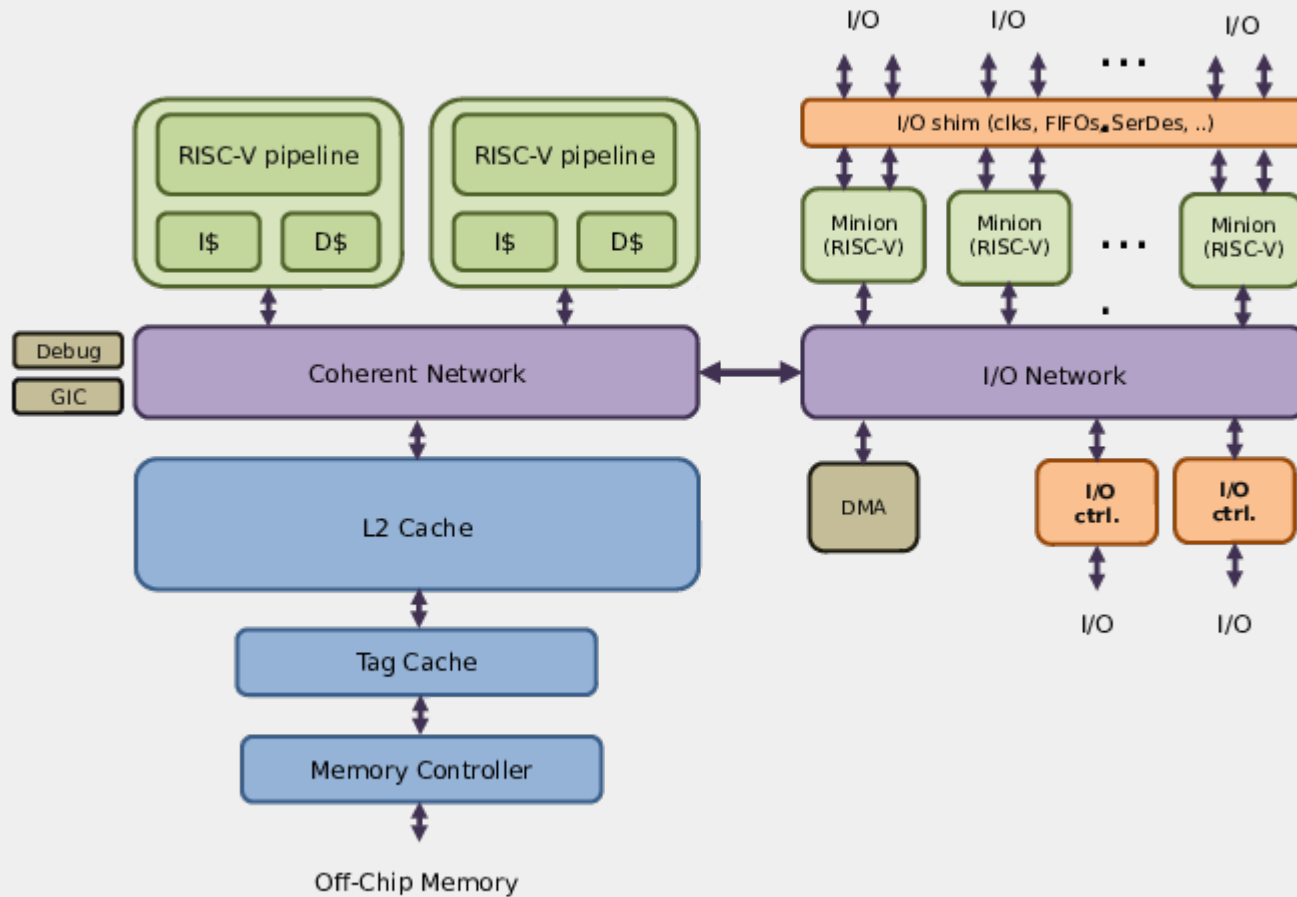 I/O
I/O
I/O
...
I/O shim (clks, FIFOs, SerDes, ..)
RISC-V pipeline
RISC-V pipeline
I$
D$
I$
D$
Minion
(RISC-V)
Minion
(RISC-V)
...
Minion
(RISC-V)
.
Debug
GIC
Coherent Network
I/O Network
L2 Cache
DMA
I/O
ctrl.
I/O
ctrl.
I/O
I/O
Tag Cache
Memory Controller
Off-Chip Memory